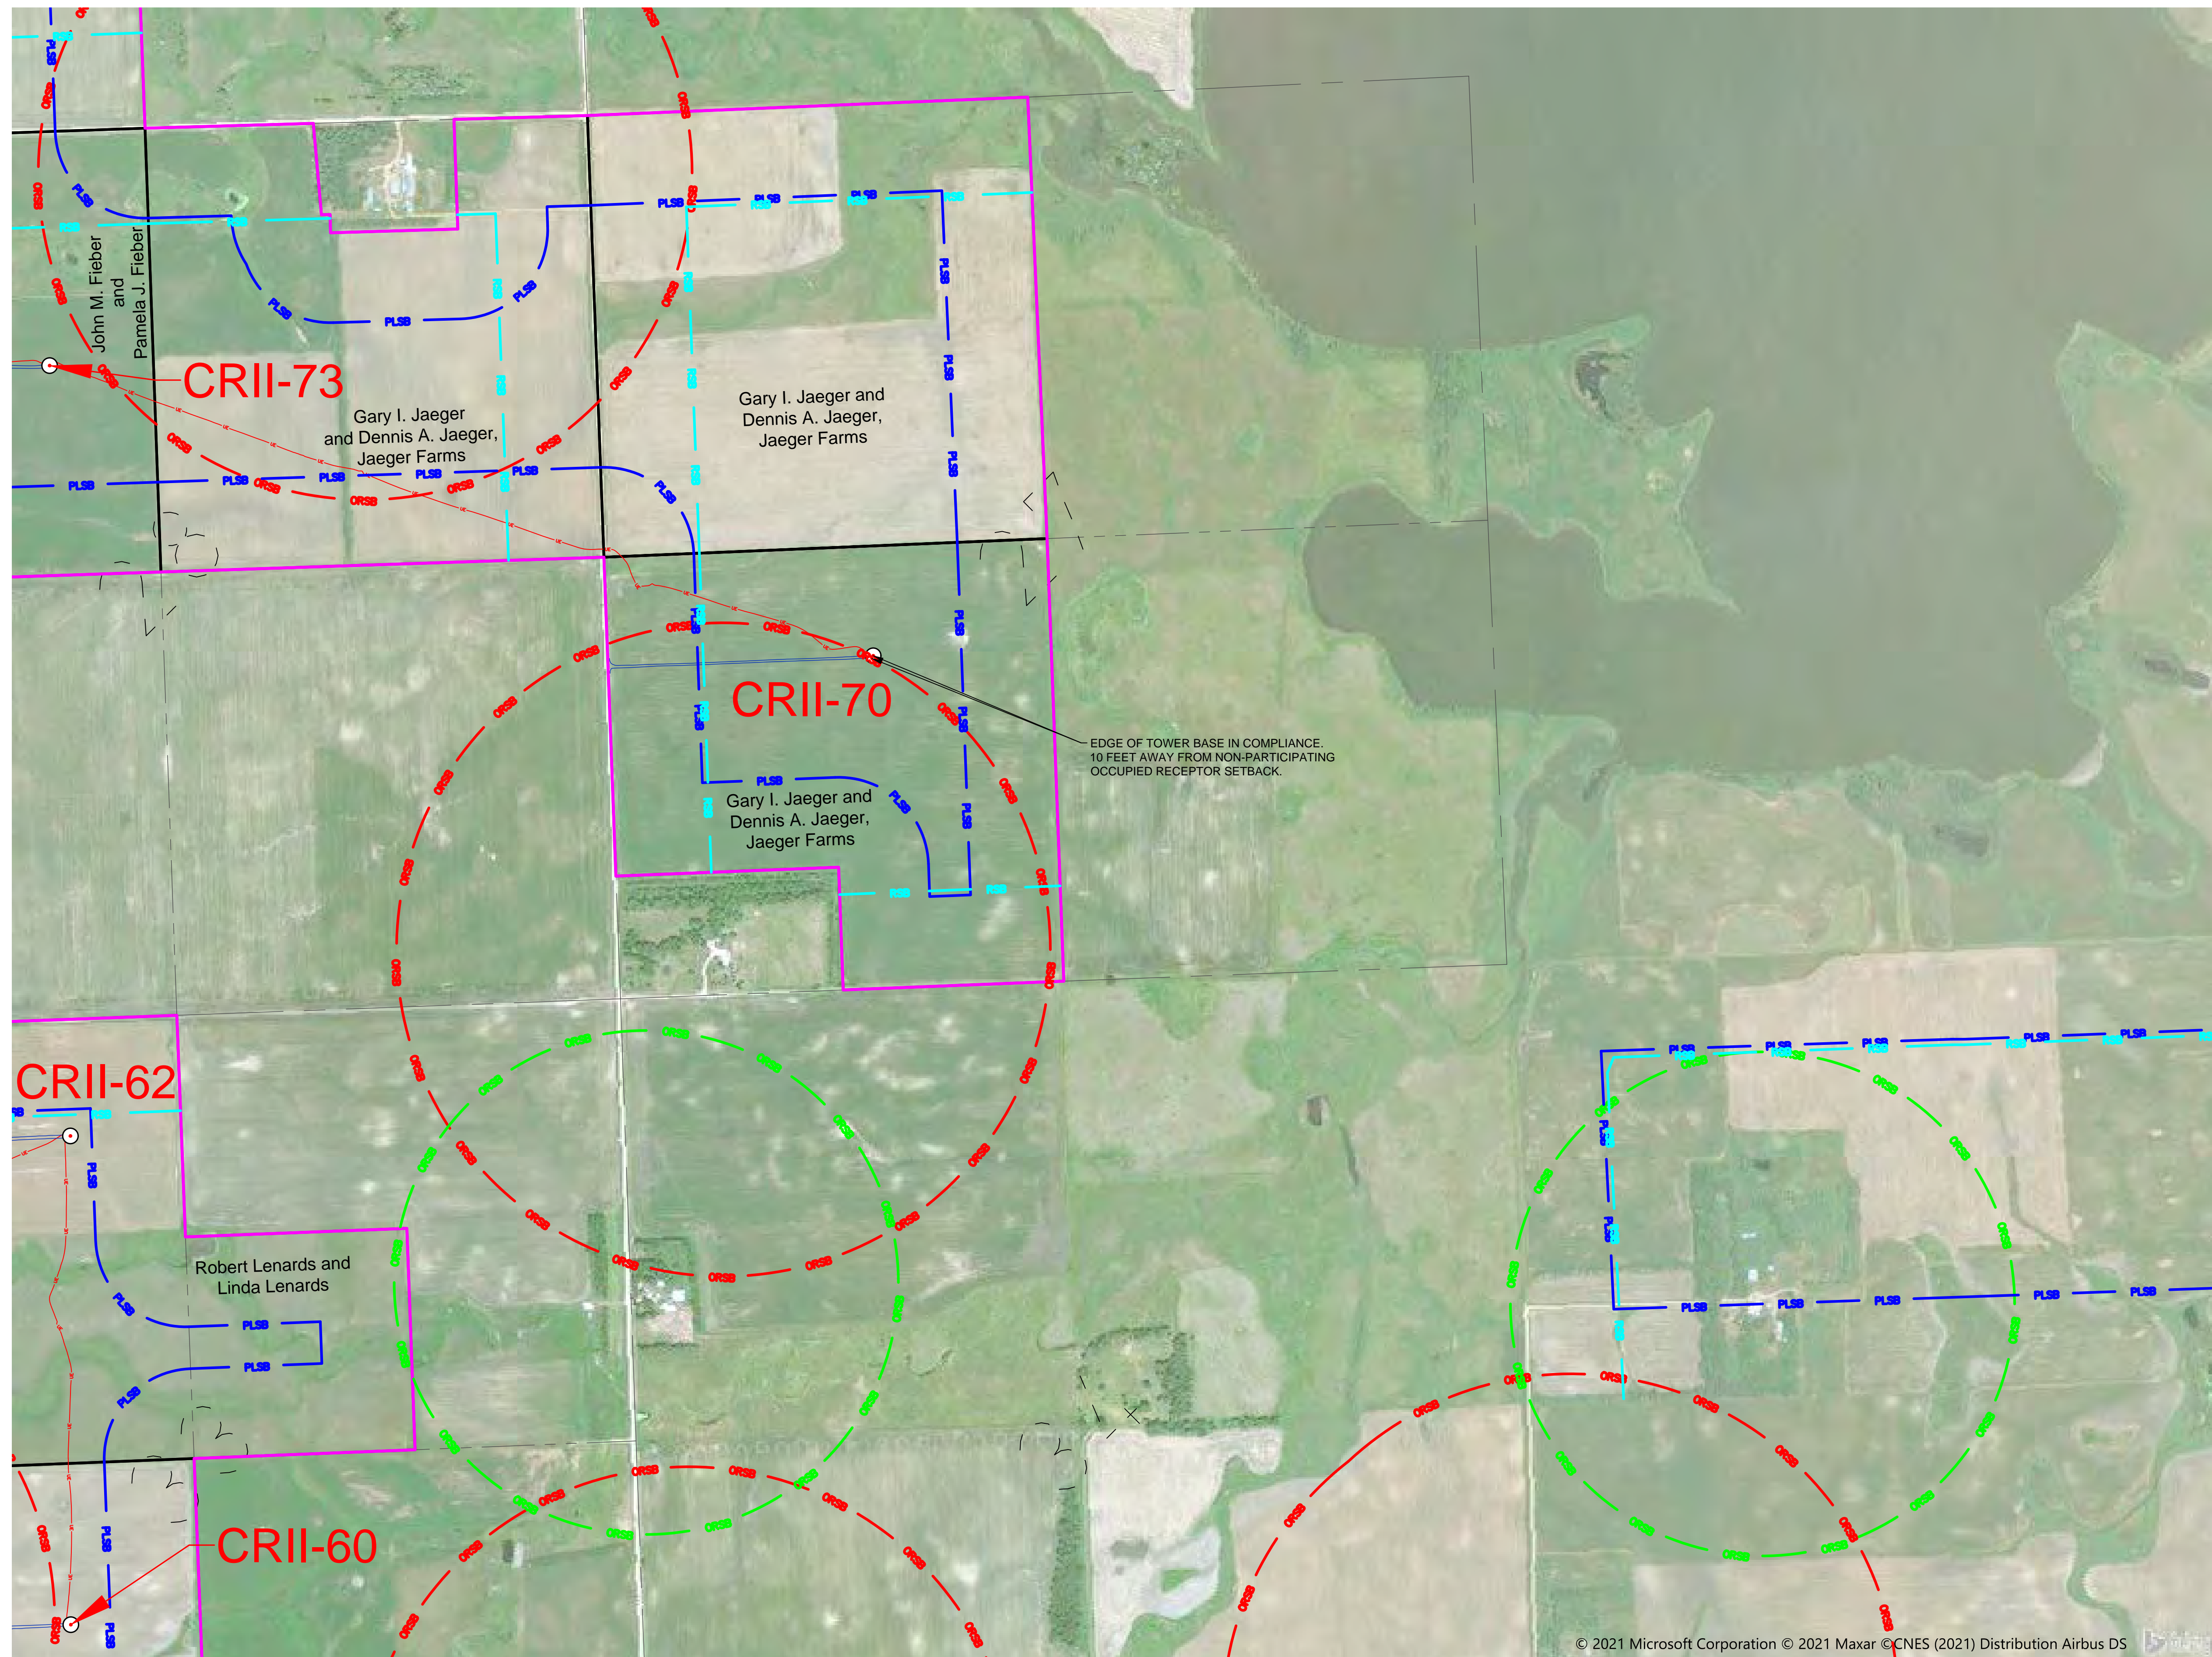 John M. Fieber
and
Pamela J. Fieber
CRII-73
Gary I. Jaeger
and Dennis A. Jaeger,
Jaeger Farms
Gary I. Jaeger and
Dennis A. Jaeger,
Jaeger Farms
CRII-70
EDGE OF TOWER BASE IN COMPLIANCE.
10 FEET AWAY FROM NON-PARTICIPATING
OCCUPIED RECEPTOR SETBACK.
Gary I. Jaeger and
Dennis A. Jaeger,
Jaeger Farms
CRII-62
Robert Lenards and
Linda Lenards
CRII-60
PLSB
ORSB
RSB
© 2021 Microsoft Corporation © 2021 Maxar ©CNES (2021) Distribution Airbus DS